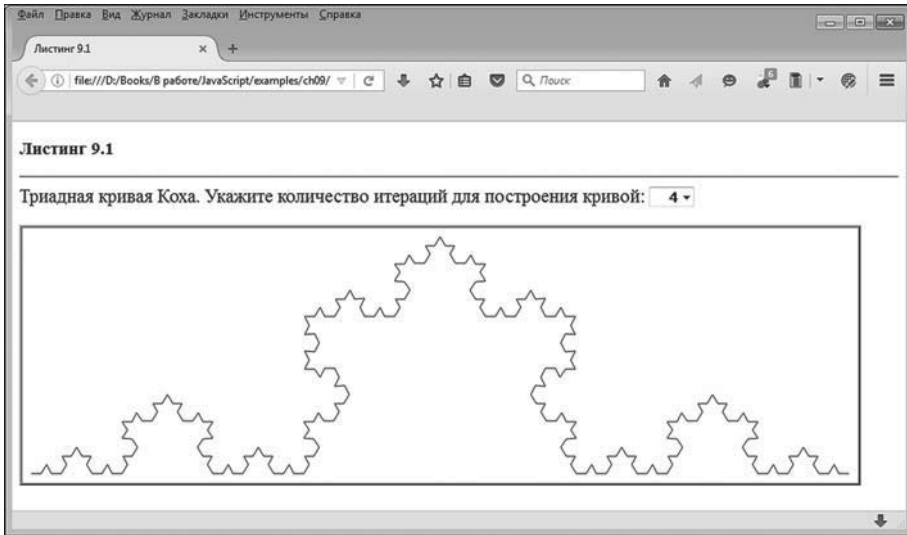 Файл Правка Вид Журнал Закладки Инструменты Справка
Листинг 9.1 × +
file:///D:/Books/В работе/JavaScript/examples/ch09/ Поиск 6
Листинг 9.1
Триадная кривая Коха. Укажите количество итераций для построения кривой: 4